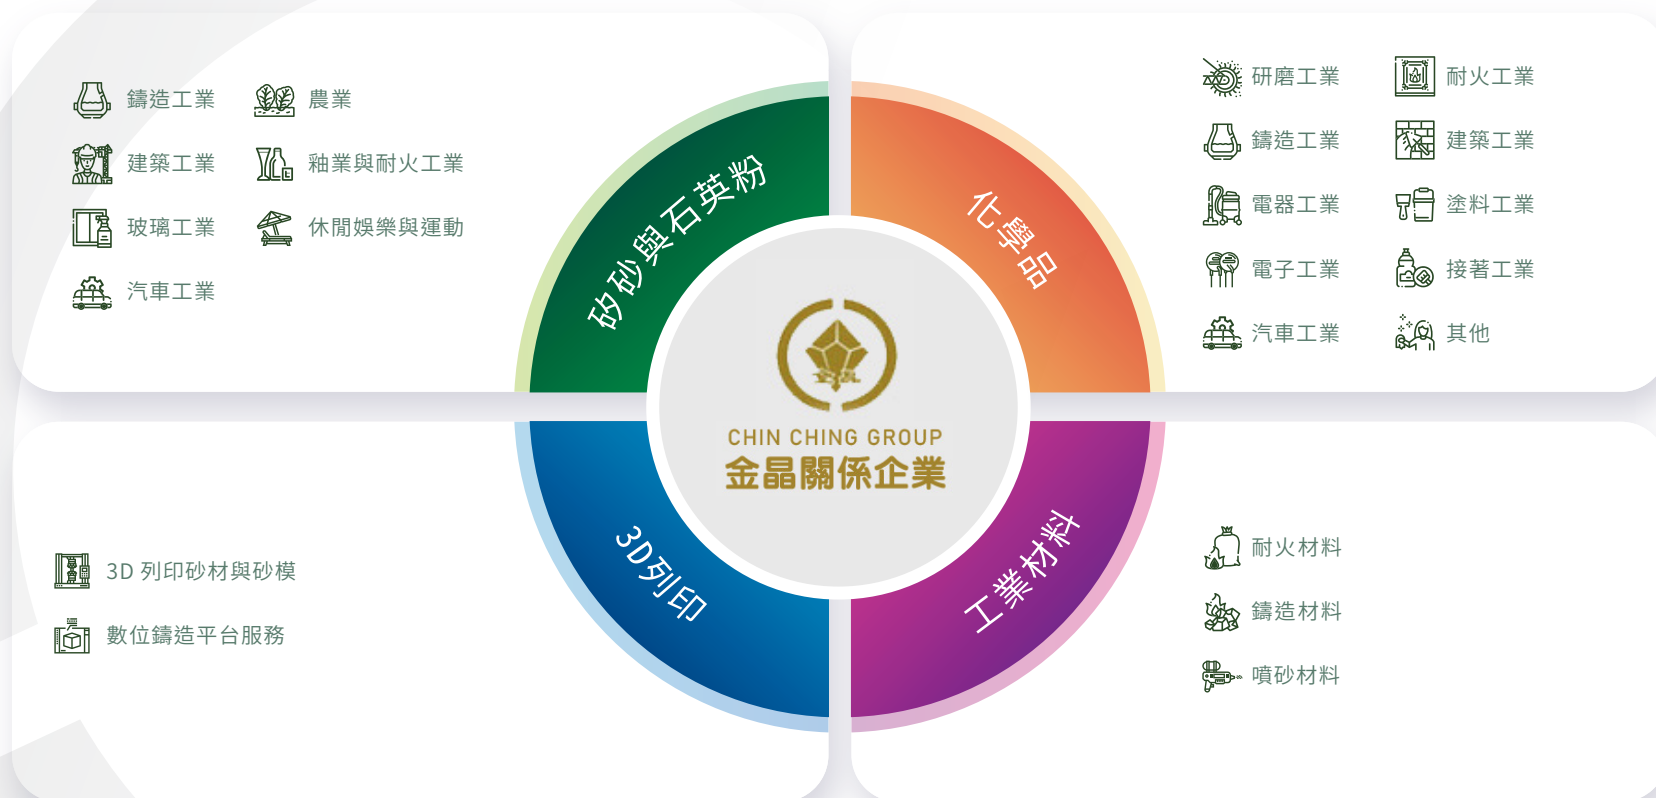 鑄造工業
農業
建築工業
釉業與耐火工業
玻璃工業
休閒娛樂與運動
汽車工業
矽砂與石英粉
化學品
研磨工業
耐火工業
鑄造工業
建築工業
電器工業
塗料工業
電子工業
接著工業
汽車工業
其他
CHIN CHING GROUP
金晶關係企業
3D列印
3D 列印砂材與砂模
數位鑄造平台服務
工業材料
耐火材料
鑄造材料
噴砂材料